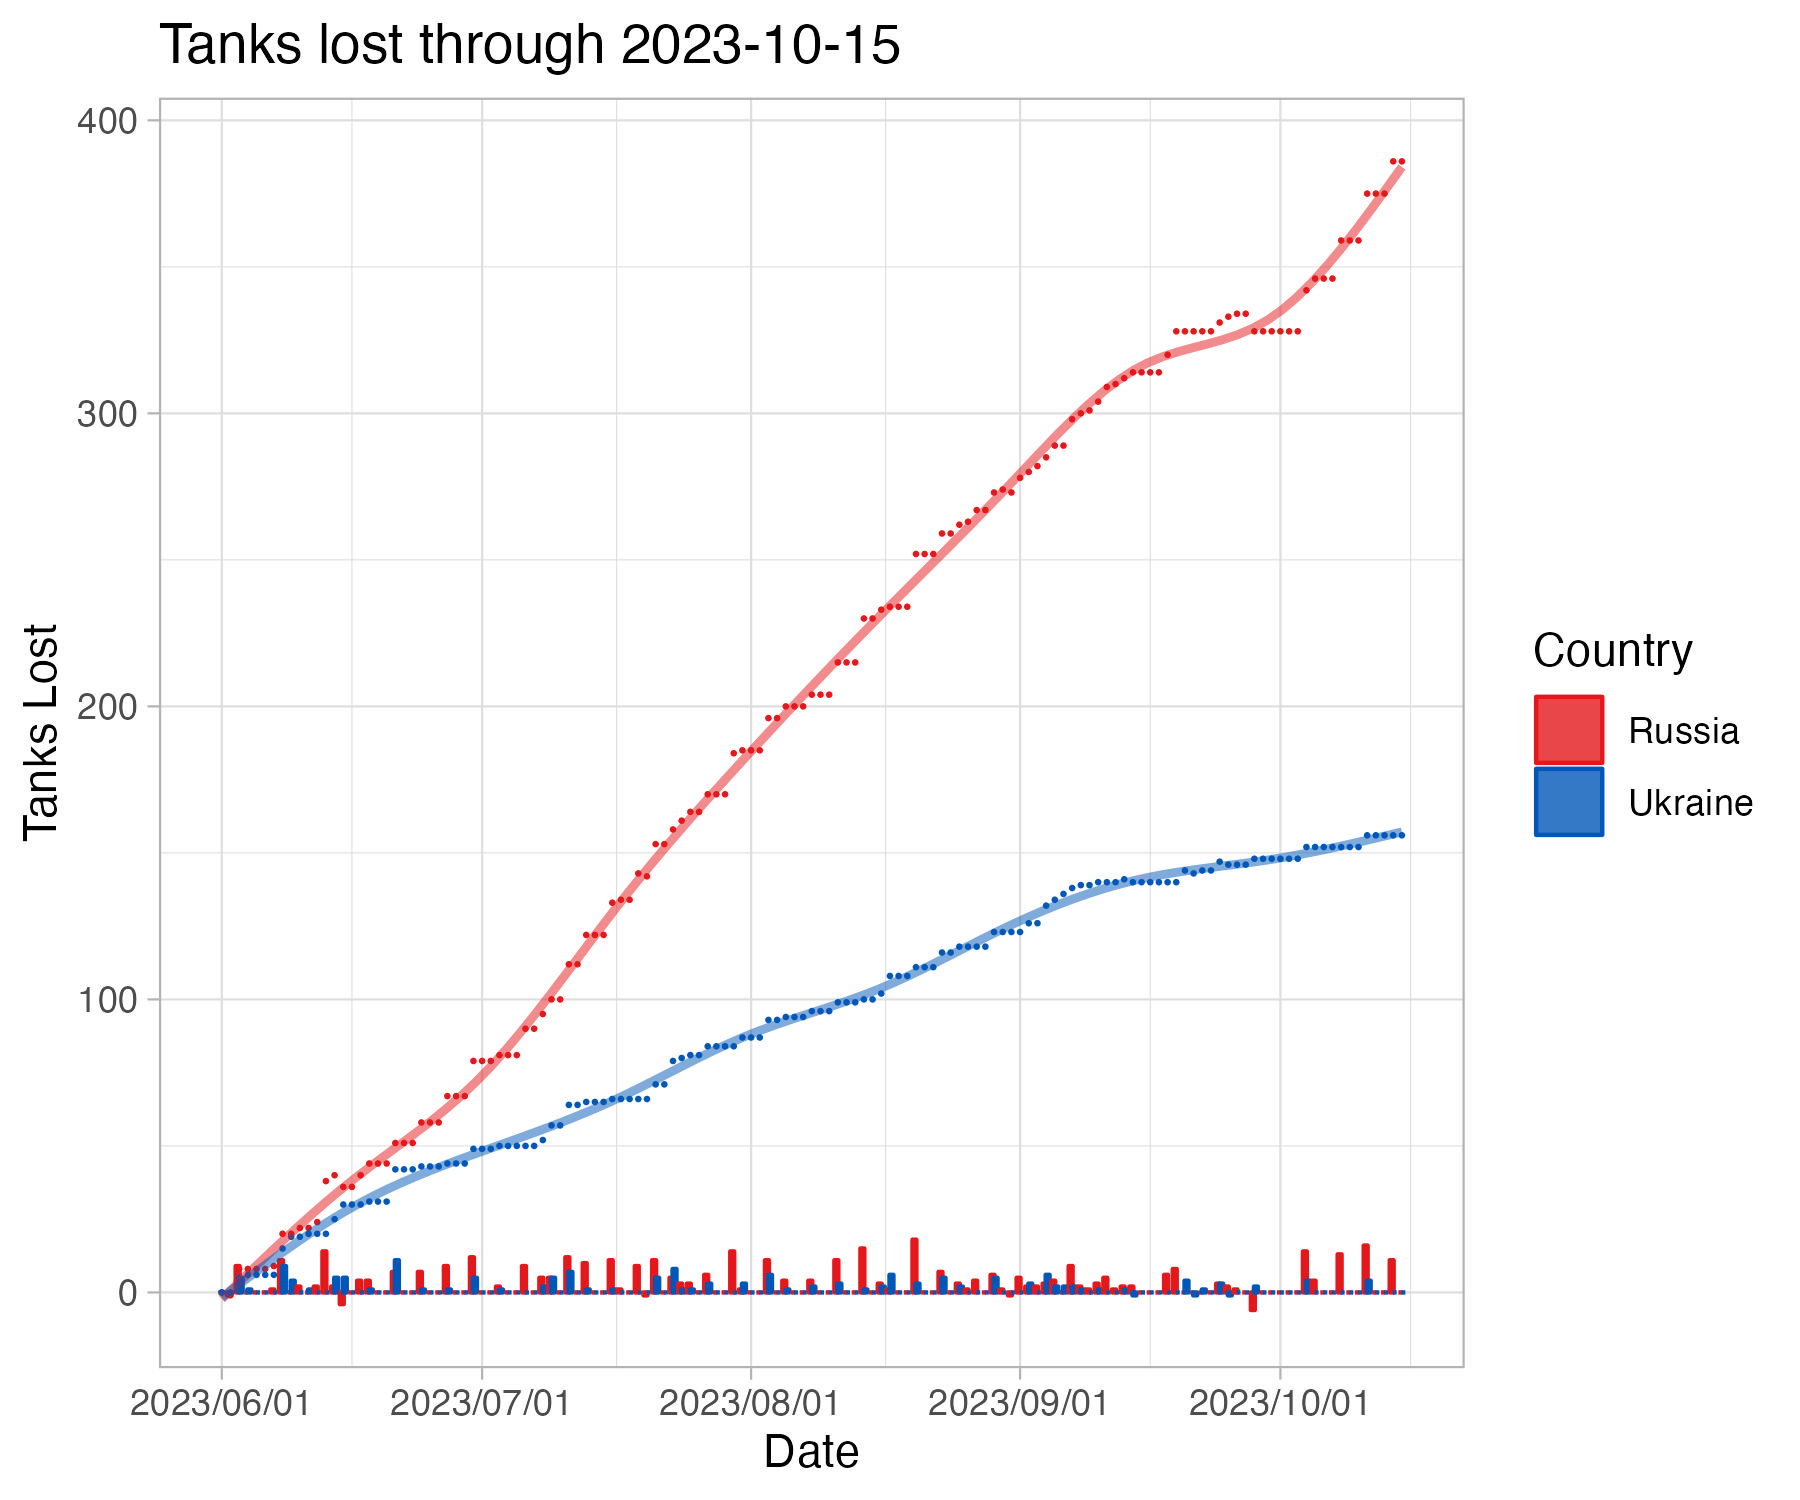 Tanks lost through 2023-10-15
400
300
200
100
0
Tanks Lost
2023/06/01 2023/07/01 2023/08/01 2023/09/01 2023/10/01
Date
Country
Russia
Ukraine